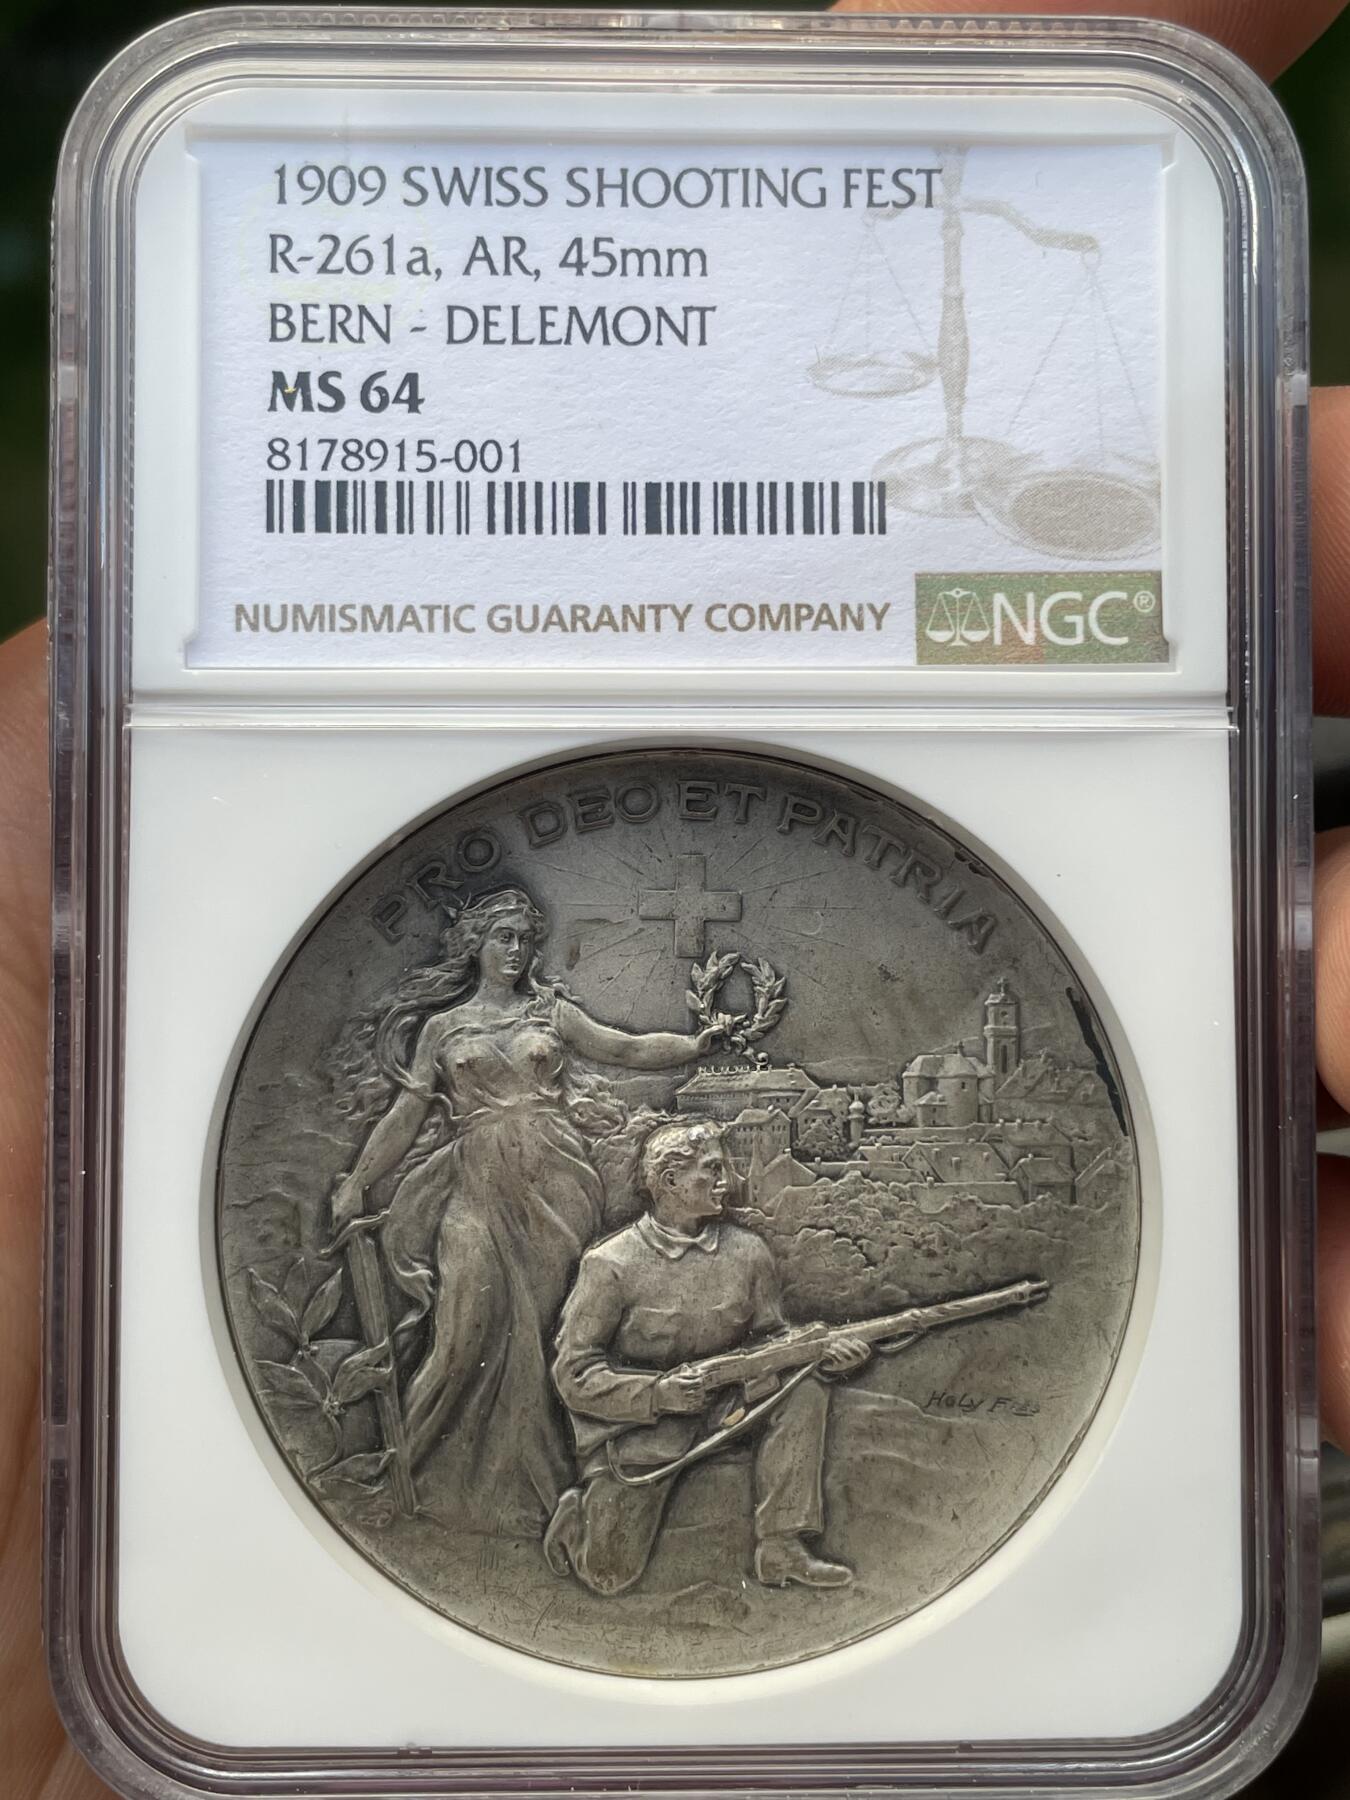 1909 SWISS SHOOTING FEST
R-261a, AR, 45mm
BERN - DELEMONT
MS 64
8178915-001
NUMISMATIC GUARANTY COMPANY
NGC®
PRO DEO ET PATRIA
HOLY